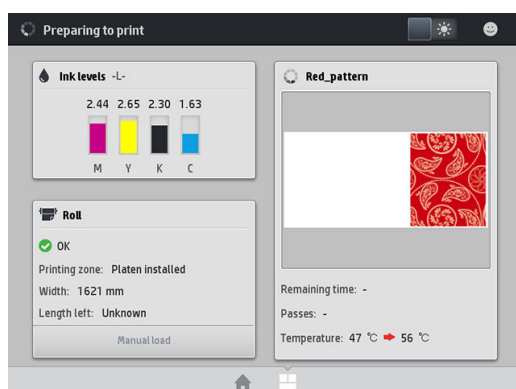 Preparing to print
Ink levels -L-
2.44 2.65 2.30 1.63
M Y K C
Roll
OK
Printing zone: Platen installed
Width: 1621 mm
Length left: Unknown
Manual load
Red_pattern
Remaining time: -
Passes: -
Temperature: 47 °C ➡ 56 °C